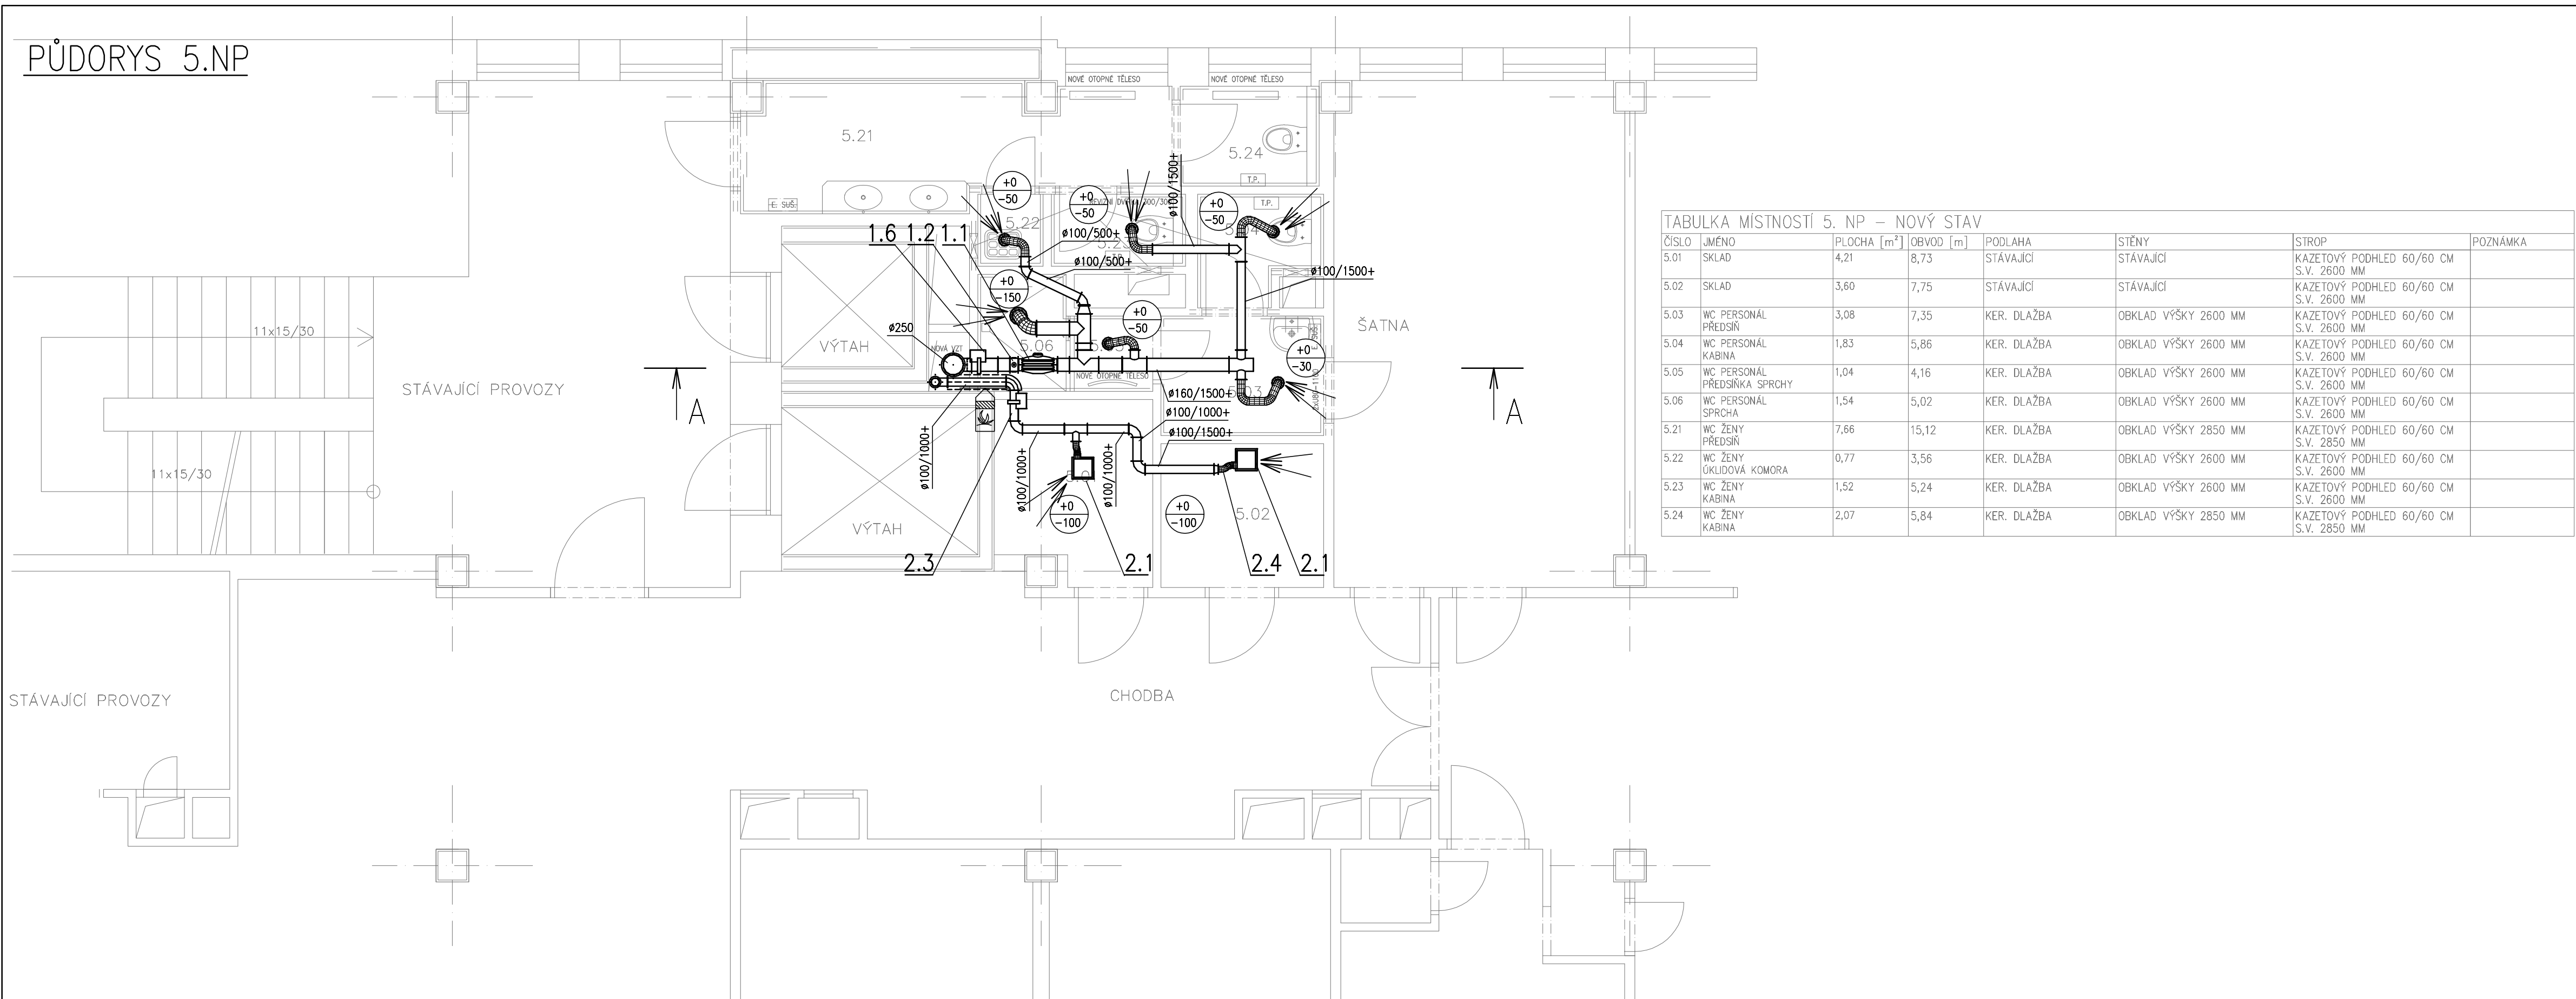 PŮDORYS 5.NP
NOVÉ OTOPNÉ TĚLESO
NOVÉ OTOPNÉ TĚLESO
5.21
5.24
T.P.
T.P.
E. SUŠ.
+0
-50
+0
-50
+0
-50
ø100/1500+
5.22
5.23
5.04
1.6
1.2
1.1
ø100/500+
ø100/500+
ø100/1500+
+0
-150
+0
-50
+0
-30
ø250
NOVÁ VZT
VÝTAH
5.06
ŠATNA
11x15/30
11x15/30
STÁVAJÍCÍ PROVOZY
NOVÉ OTOPNÉ TĚLESO
5.03
A
A
ø160/1500+
ø100/1000+
ø100/1500+
ø100/1000+
ø100/1000+
ø100/1000+
VÝTAH
+0
-100
+0
-100
5.02
2.3
2.1
2.4
2.1
CHODBA
STÁVAJÍCÍ PROVOZY
TABULKA MÍSTNOSTÍ 5. NP – NOVÝ STAV
ČÍSLO JMÉNO PLOCHA [m²] OBVOD [m] PODLAHA STĚNY STROP POZNÁMKA
5.01 SKLAD 4,21 8,73 STÁVAJÍCÍ STÁVAJÍCÍ KAZETOVÝ PODHLED 60/60 CM
S.V. 2600 MM
5.02 SKLAD 3,60 7,75 STÁVAJÍCÍ STÁVAJÍCÍ KAZETOVÝ PODHLED 60/60 CM
S.V. 2600 MM
5.03 WC PERSONÁL 3,08 7,35 KER. DLAŽBA OBKLAD VÝŠKY 2600 MM KAZETOVÝ PODHLED 60/60 CM
PŘEDSÍŇ S.V. 2600 MM
5.04 WC PERSONÁL 1,83 5,86 KER. DLAŽBA OBKLAD VÝŠKY 2600 MM KAZETOVÝ PODHLED 60/60 CM
KABINA S.V. 2600 MM
5.05 WC PERSONÁL 1,04 4,16 KER. DLAŽBA OBKLAD VÝŠKY 2600 MM KAZETOVÝ PODHLED 60/60 CM
PŘEDSÍŇKA SPRCHY S.V. 2600 MM
5.06 WC PERSONÁL 1,54 5,02 KER. DLAŽBA OBKLAD VÝŠKY 2600 MM KAZETOVÝ PODHLED 60/60 CM
SPRCHA S.V. 2600 MM
5.21 WC ŽENY 7,66 15,12 KER. DLAŽBA OBKLAD VÝŠKY 2850 MM KAZETOVÝ PODHLED 60/60 CM
PŘEDSÍŇ S.V. 2850 MM
5.22 WC ŽENY 0,77 3,56 KER. DLAŽBA OBKLAD VÝŠKY 2600 MM KAZETOVÝ PODHLED 60/60 CM
ÚKLIDOVÁ KOMORA S.V. 2600 MM
5.23 WC ŽENY 1,52 5,24 KER. DLAŽBA OBKLAD VÝŠKY 2600 MM KAZETOVÝ PODHLED 60/60 CM
KABINA S.V. 2600 MM
5.24 WC ŽENY 2,07 5,84 KER. DLAŽBA OBKLAD VÝŠKY 2850 MM KAZETOVÝ PODHLED 60/60 CM
KABINA S.V. 2850 MM